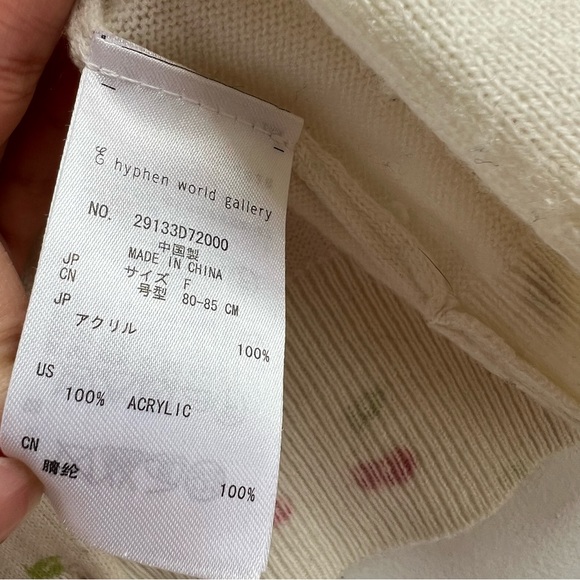 hyphen world gallery
NO. 29133D72000
中国製
MADE IN CHINA
JP サイズ F
CN 号型 80-85 CM
JP
アクリル 100%
US
100% ACRYLIC
CN
腈纶 100%